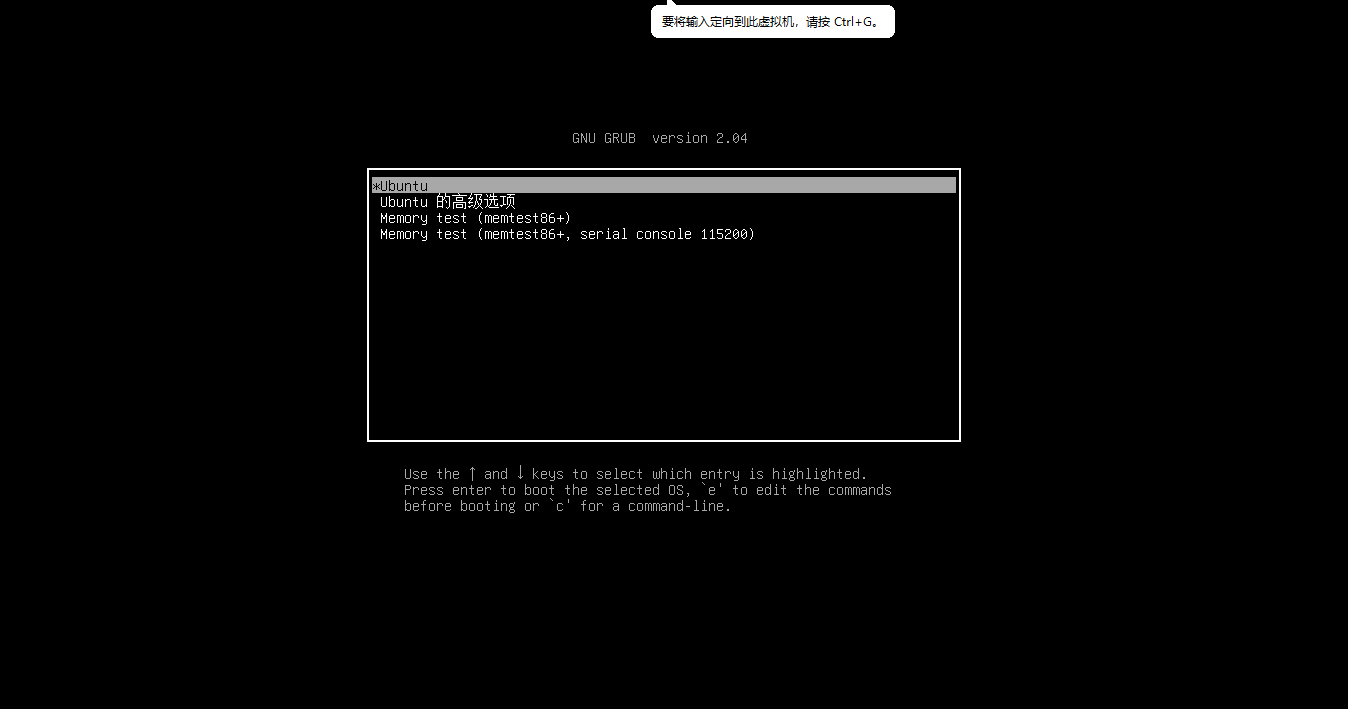 要将输入定向到此虚拟机，请按 Ctrl+G。
GNU GRUB  version 2.04
*Ubuntu
Ubuntu 的高级选项
Memory test (memtest86+)
Memory test (memtest86+, serial console 115200)
Use the ↑ and ↓ keys to select which entry is highlighted.
Press enter to boot the selected OS, `e' to edit the commands
before booting or `c' for a command-line.